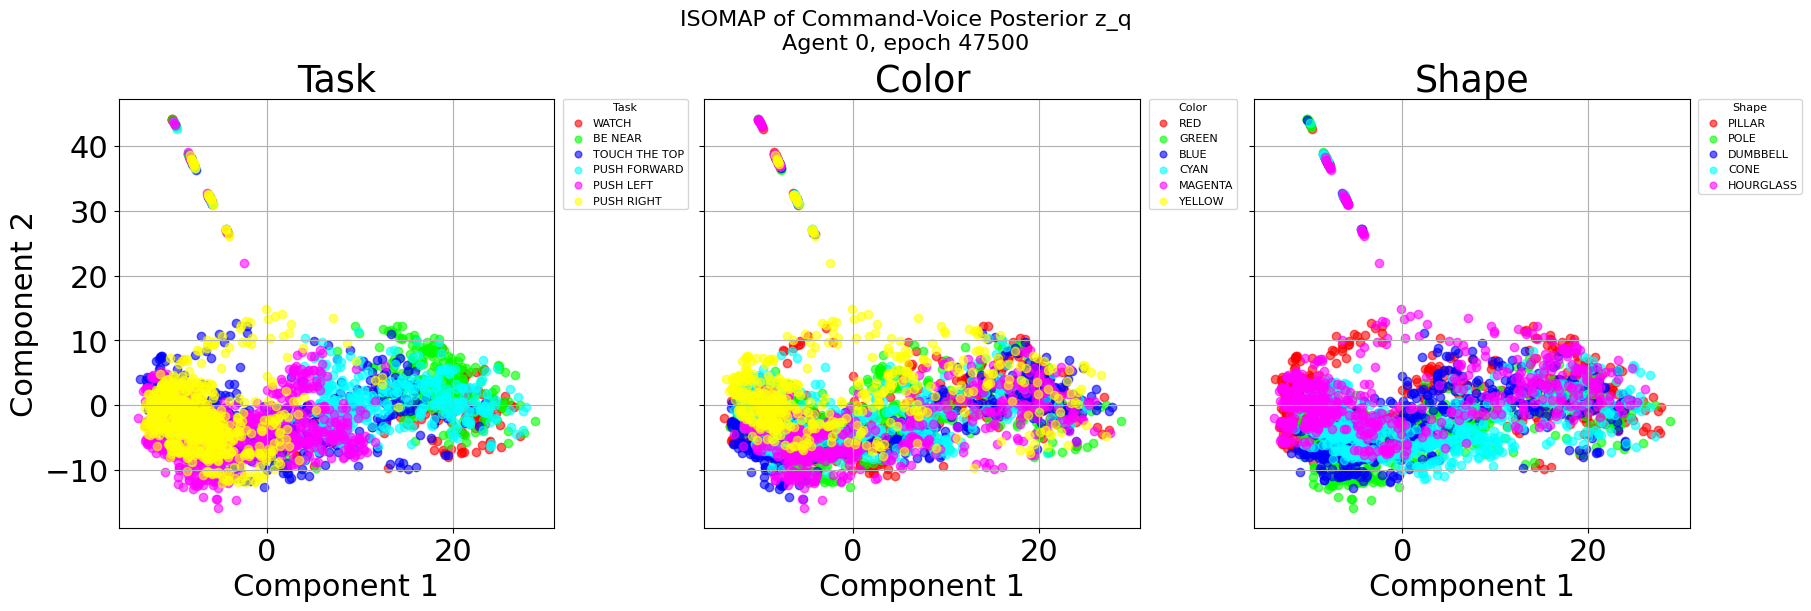 ISOMAP of Command-Voice Posterior z_q
Agent 0, epoch 47500
Task
Color
Shape
Component 2
40
30
20
10
0
−10
0
20
Component 1
0
20
Component 1
0
20
Component 1
Task
WATCH
BE NEAR
TOUCH THE TOP
PUSH FORWARD
PUSH LEFT
PUSH RIGHT
Color
RED
GREEN
BLUE
CYAN
MAGENTA
YELLOW
Shape
PILLAR
POLE
DUMBBELL
CONE
HOURGLASS